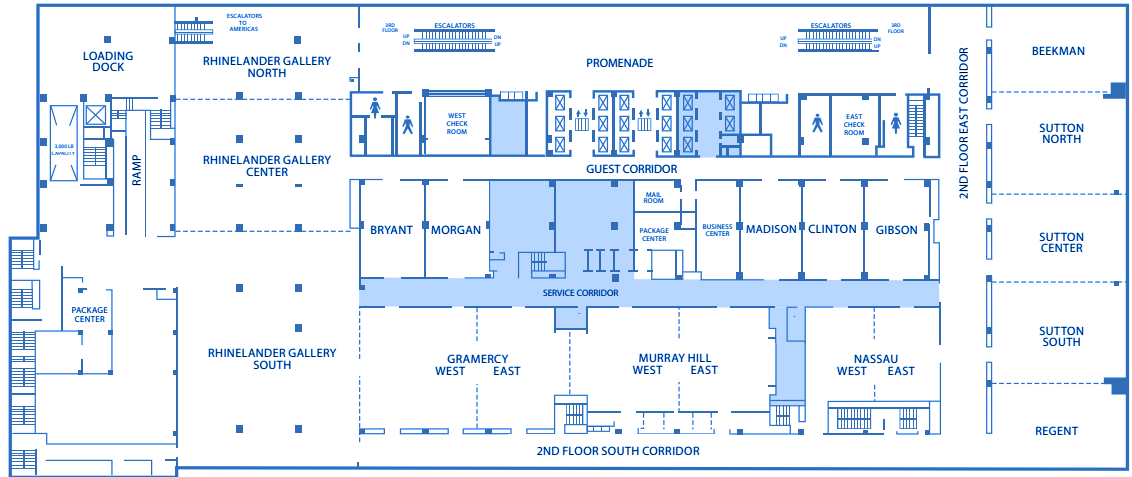 ESCALATORS
TO
AMERICAS
3RD
FLOOR
ESCALATORS
UP
DN
DN
UP
ESCALATORS
3RD
FLOOR
UP
DN
DN
UP
LOADING
DOCK
RHINELANDER GALLERY
NORTH
PROMENADE
BEEKMAN
2ND FLOOR EAST CORRIDOR
WEST
CHECK
ROOM
EAST
CHECK
ROOM
SUTTON
NORTH
3,000 LB
CAPACITY
RAMP
RHINELANDER GALLERY
CENTER
GUEST CORRIDOR
MAIL
ROOM
BRYANT
MORGAN
PACKAGE
CENTER
BUSINESS
CENTER
MADISON
CLINTON
GIBSON
SUTTON
CENTER
SERVICE CORRIDOR
PACKAGE
CENTER
RHINELANDER GALLERY
SOUTH
GRAMERCY
WEST EAST
MURRAY HILL
WEST EAST
NASSAU
WEST EAST
SUTTON
SOUTH
REGENT
2ND FLOOR SOUTH CORRIDOR